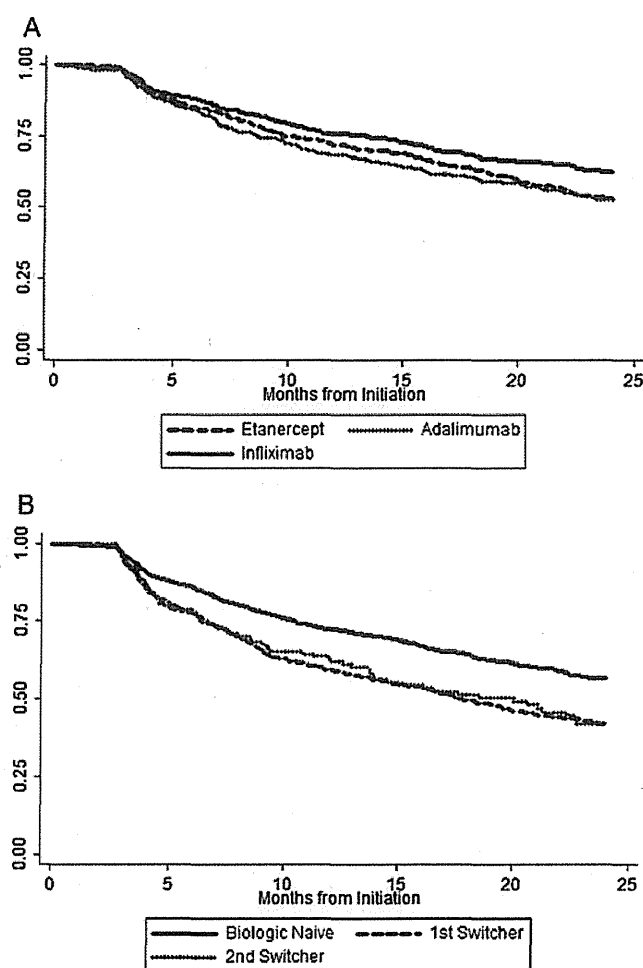 A
1.00
0.75
0.50
0.25
0.00
0 5 10 15 20 25
Months from Initiation
Etanercept Adalimumab
Infliximab
B
1.00
0.75
0.50
0.25
0.00
0 5 10 15 20 25
Months from Initiation
Biologic Naive 1st Switcher
2nd Switcher